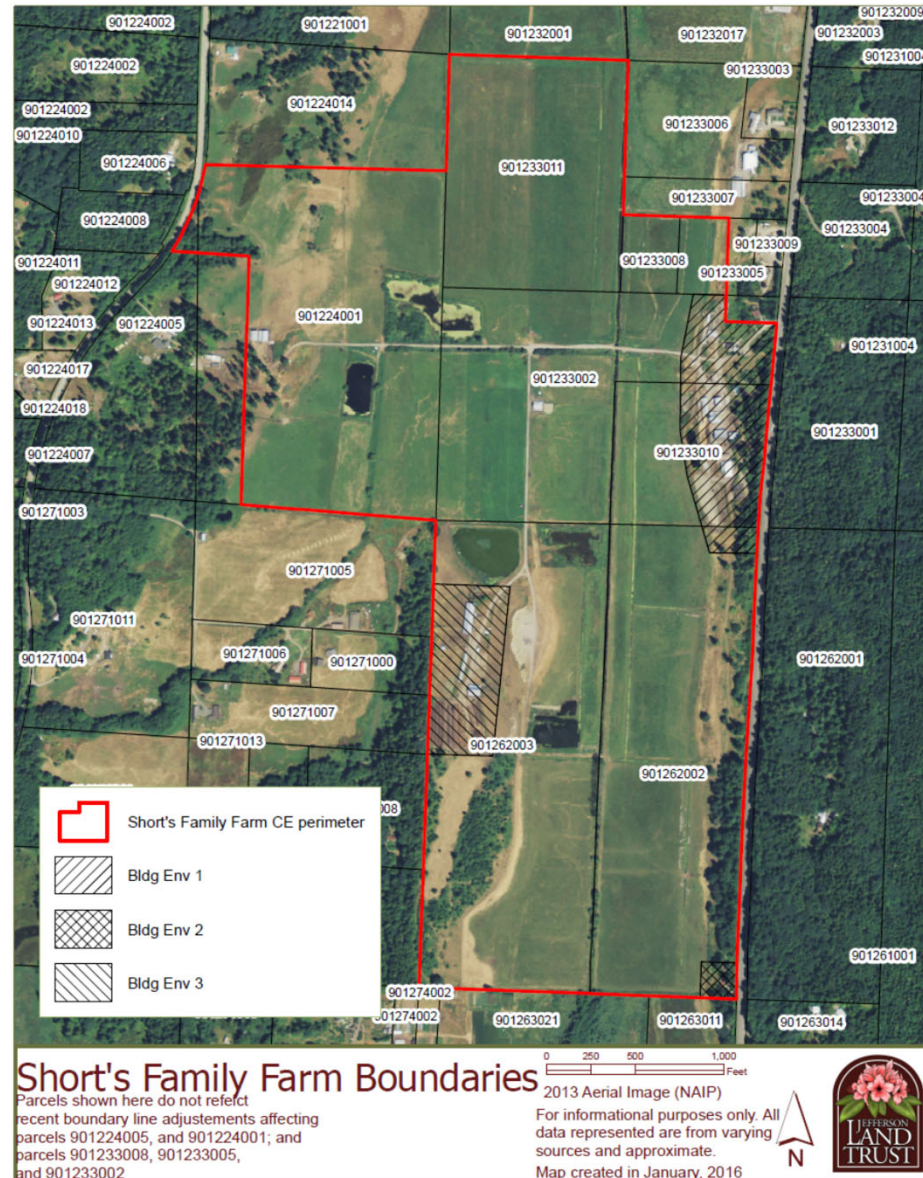 901224002
901221001
901232001
901232017
901232009
901232003
901231004
901224002
901233003
901224002
901224014
901233006
901233012
901224010
901224006
901233011
901233007
901233004
901224008
901233004
901224011
901233009
901233008
901233005
901224012
901224013
901224005
901224001
901231004
901224017
901233002
901224018
901233001
901224007
901233010
901271003
901271005
901271011
901271004
901271006
901271000
901262001
901271007
901271013
901262003
901262002
008
Short's Family Farm CE perimeter
Bldg Env 1
Bldg Env 2
Bldg Env 3
901261001
901274002
901274002
901263021
901263011
901263014
Short's Family Farm Boundaries
Parcels shown here do not refelct
recent boundary line adjustements affecting
parcels 901224005, and 901224001; and
parcels 901233008, 901233005,
and 901233002
0 250 500 1,000
Feet
2013 Aerial Image (NAIP)
For informational purposes only. All
data represented are from varying
sources and approximate.
Map created in January, 2016
N
JEFFERSON
LAND
TRUST